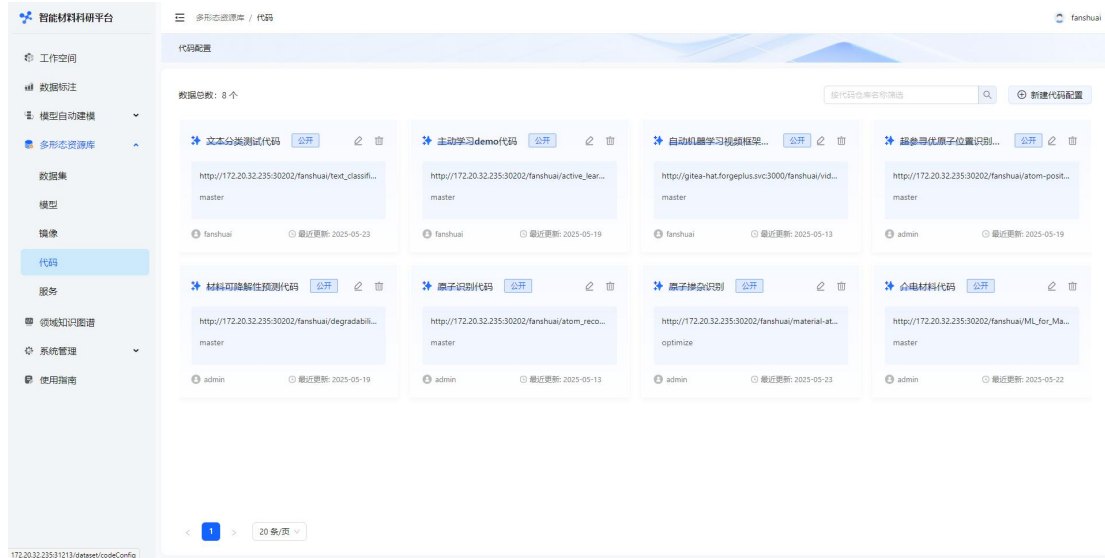 智能材料科研平台
多形态资源库 / 代码
fanshuai
工作空间
数据标注
模型自动建模
多形态资源库
数据集
模型
镜像
代码
服务
领域知识图谱
系统管理
使用指南
代码配置
数据总数：8 个
按代码仓库名称筛选
新建代码配置
文本分类测试代码 公开
http://172.20.32.235:30202/fanshuai/text_classifi...
master
fanshuai 最近更新: 2025-05-23
主动学习demo代码 公开
http://172.20.32.235:30202/fanshuai/active_lear...
master
fanshuai 最近更新: 2025-05-19
自动机器学习视频框架... 公开
http://gitea-hat.forgeplus.svc:3000/fanshuai/vid...
master
fanshuai 最近更新: 2025-05-13
超参寻优原子位置识别... 公开
http://172.20.32.235:30202/fanshuai/atom-posit...
master
admin 最近更新: 2025-05-19
材料可降解性预测代码 公开
http://172.20.32.235:30202/fanshuai/degradabili...
master
admin 最近更新: 2025-05-19
原子识别代码 公开
http://172.20.32.235:30202/fanshuai/atom_reco...
master
admin 最近更新: 2025-05-13
原子掺杂识别 公开
http://172.20.32.235:30202/fanshuai/material-at...
optimize
admin 最近更新: 2025-05-23
介电材料代码 公开
http://172.20.32.235:30202/fanshuai/ML_for_Ma...
master
admin 最近更新: 2025-05-22
< 1 > 20 条/页
172.20.32.235:31213/dataset/codeConfig